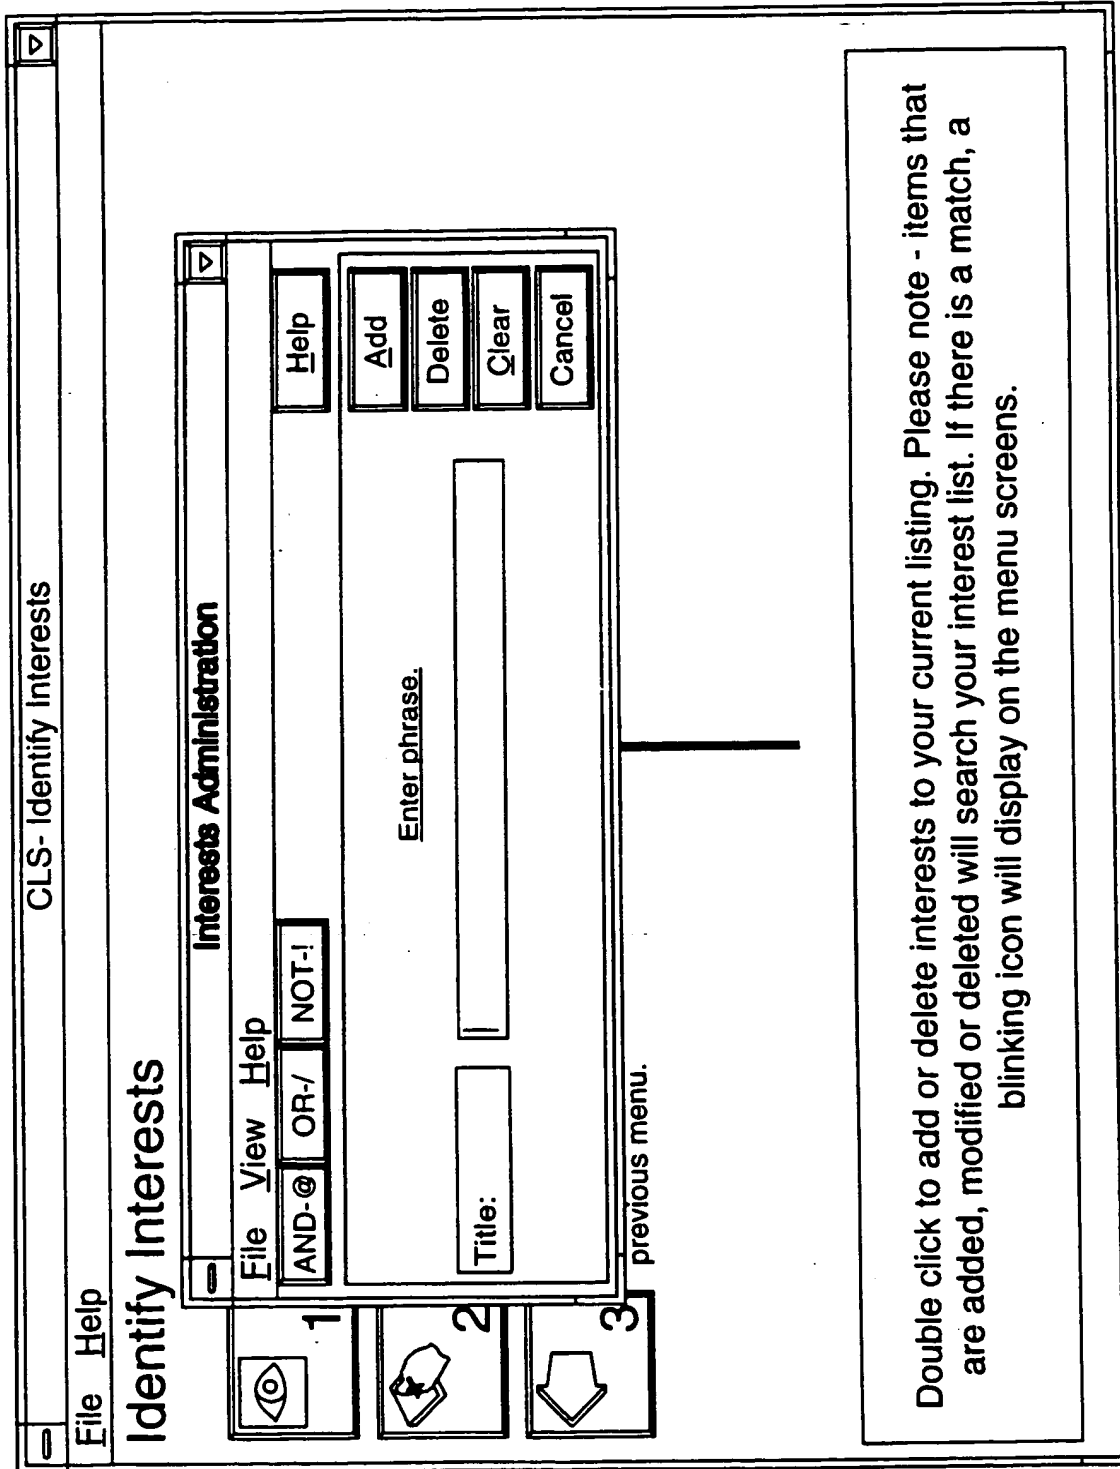 CLS- Identify Interests
File Help
Identify Interests
Interests Administration
File View Help
AND-@ OR-/ NOT-! Help
Enter phrase.
Title:
Add
Delete
Clear
Cancel
1
2
3
previous menu.
Double click to add or delete interests to your current listing. Please note - items that
are added, modified or deleted will search your interest list. If there is a match, a
blinking icon will display on the menu screens.